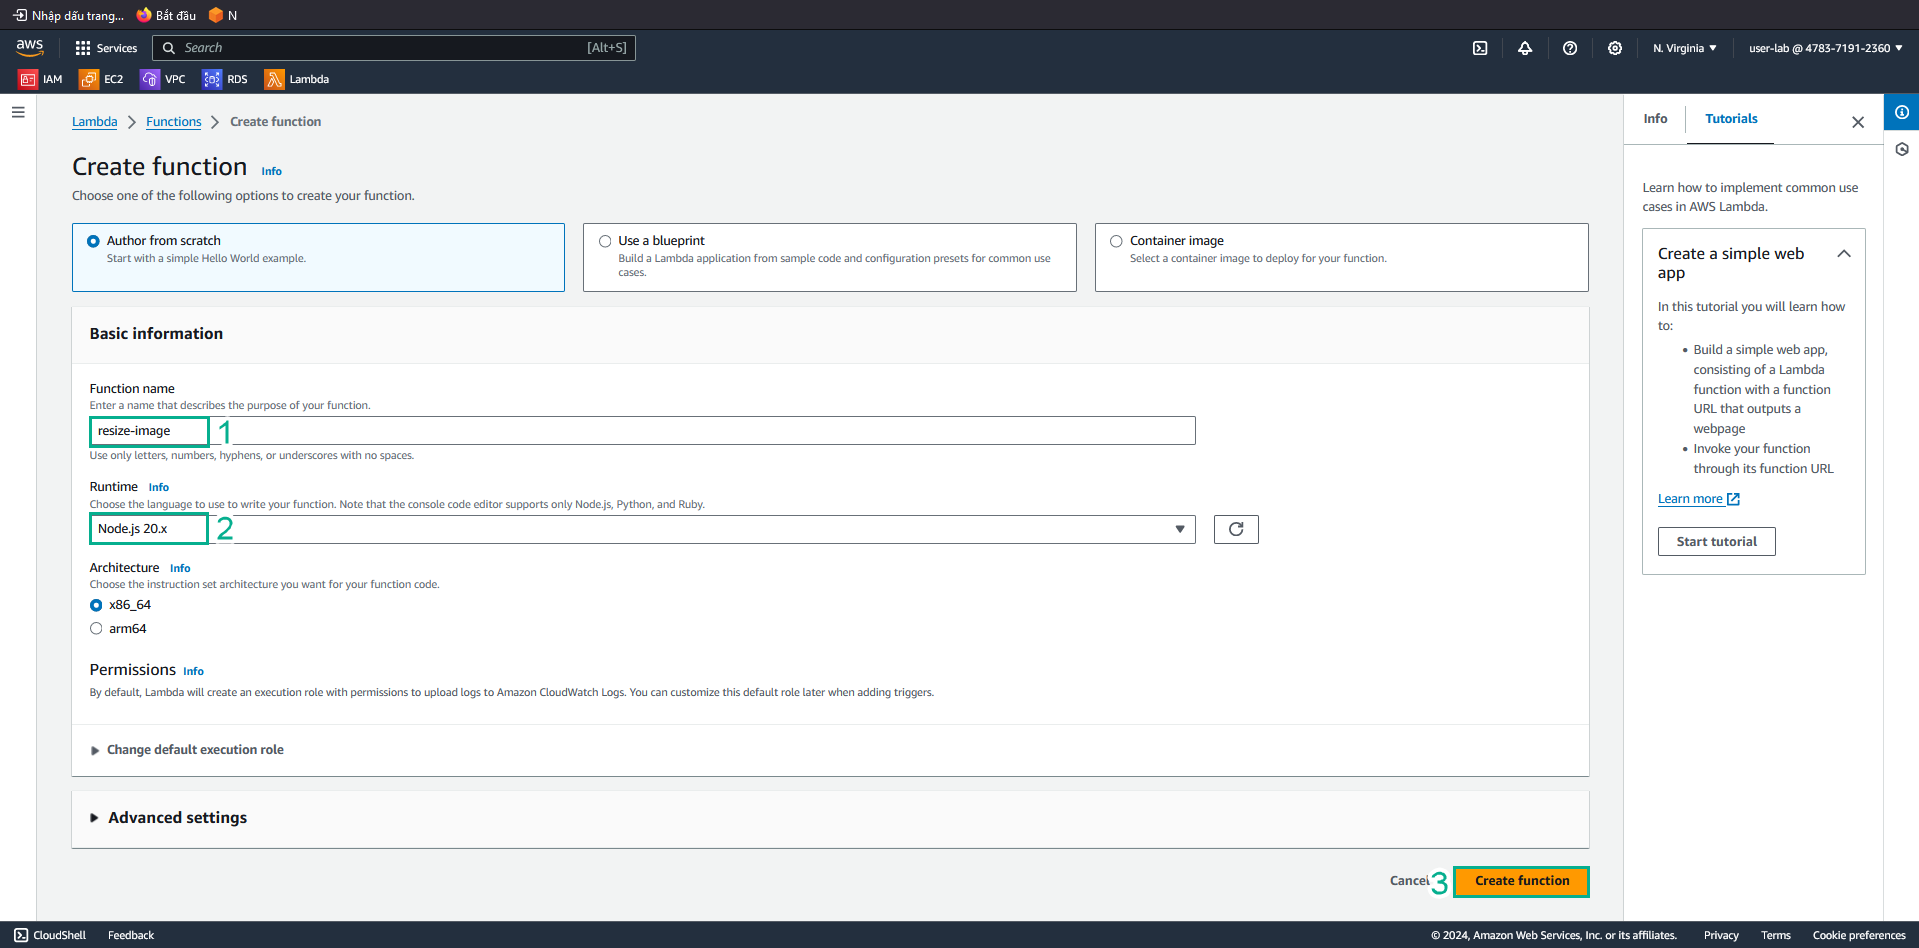 Nhập dấu trang... Bắt đầu N
aws Services Search [Alt+S] N. Virginia user-lab @ 4783-7191-2360
IAM EC2 VPC RDS Lambda
Lambda Functions Create function
Create function Info
Choose one of the following options to create your function.
Author from scratch
Start with a simple Hello World example.
Use a blueprint
Build a Lambda application from sample code and configuration presets for common use
cases.
Container image
Select a container image to deploy for your function.
Basic information
Function name
Enter a name that describes the purpose of your function.
resize-image 1
Use only letters, numbers, hyphens, or underscores with no spaces.
Runtime Info
Choose the language to use to write your function. Note that the console code editor supports only Node.js, Python, and Ruby.
Node.js 20.x 2
Architecture Info
Choose the instruction set architecture you want for your function code.
x86_64
arm64
Permissions Info
By default, Lambda will create an execution role with permissions to upload logs to Amazon CloudWatch Logs. You can customize this default role later when adding triggers.
Change default execution role
Advanced settings
Cancel 3 Create function
Info Tutorials
Learn how to implement common use
cases in AWS Lambda.
Create a simple web
app
In this tutorial you will learn how
to:
• Build a simple web app,
consisting of a Lambda
function with a function
URL that outputs a
webpage
• Invoke your function
through its function URL
Learn more
Start tutorial
CloudShell Feedback © 2024, Amazon Web Services, Inc. or its affiliates. Privacy Terms Cookie preferences